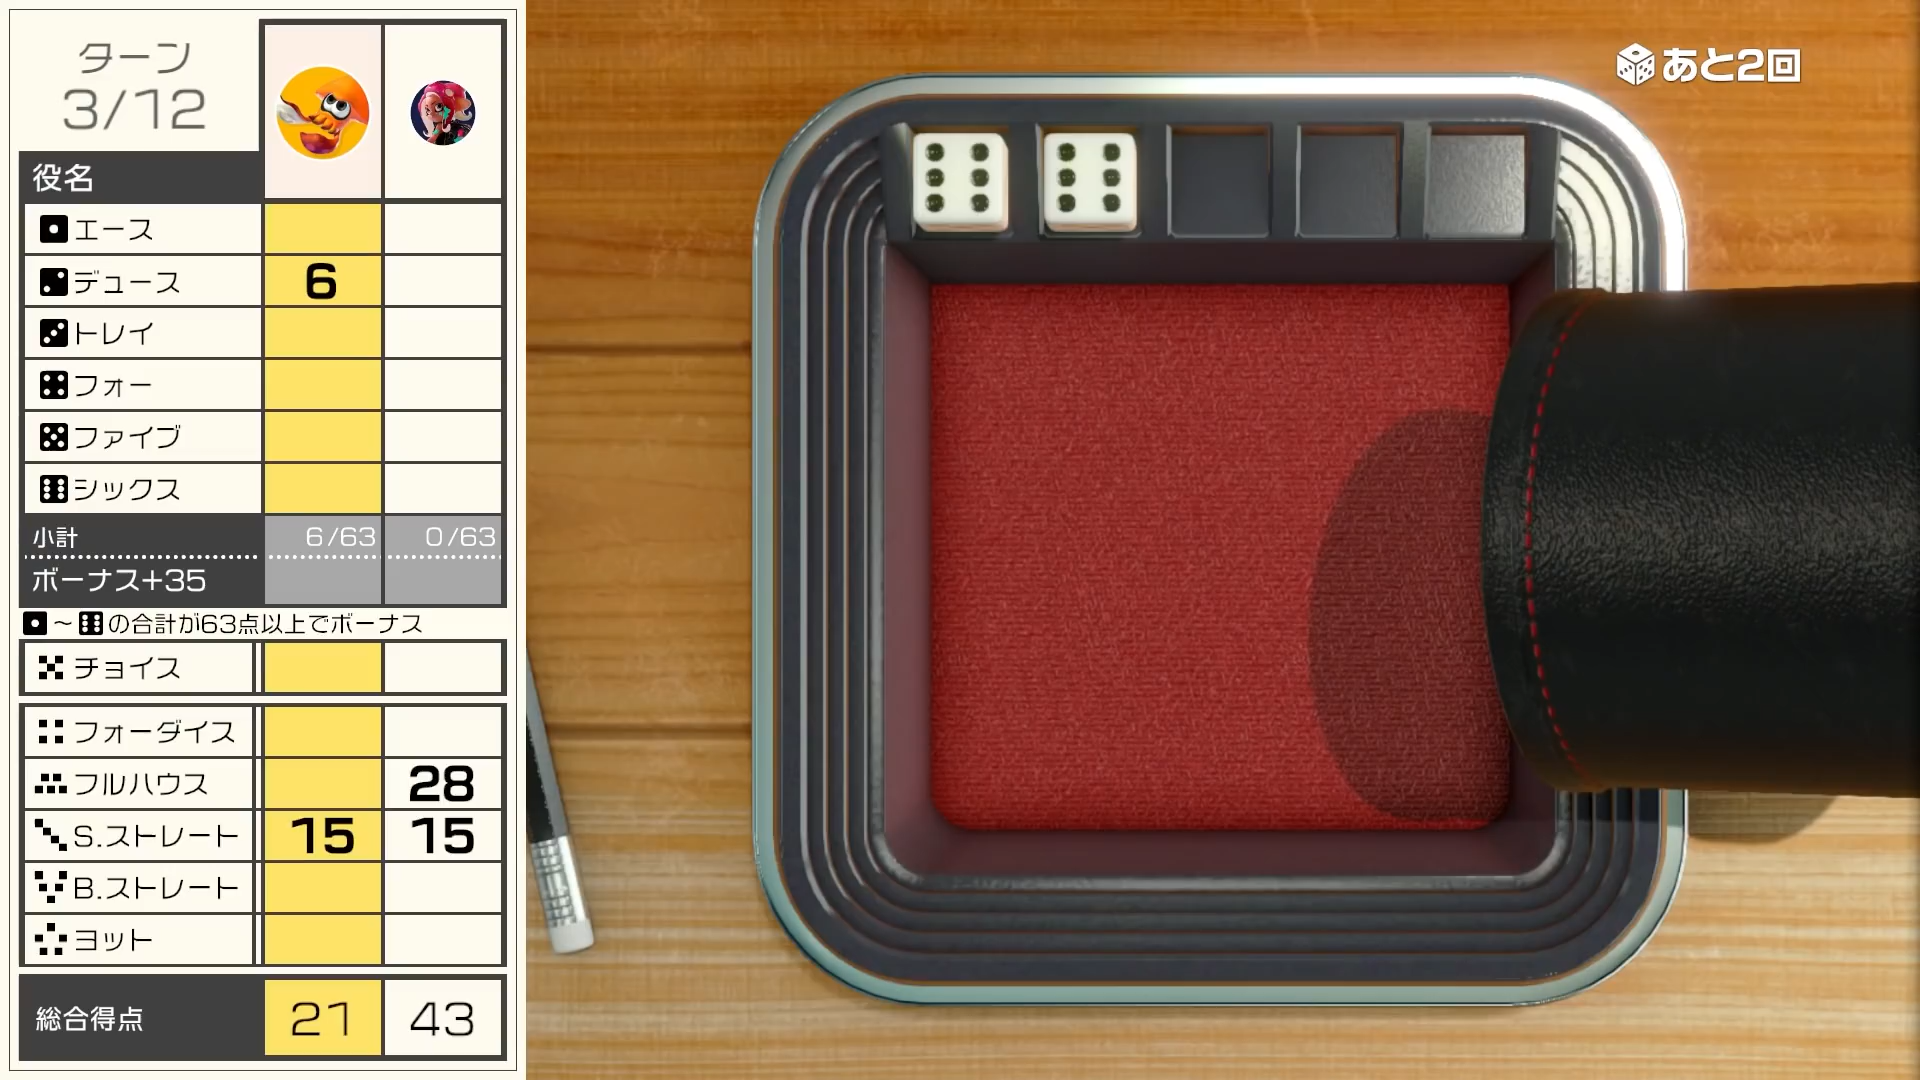 ターン
3/12
あと2回
役名
エース
デュース 6
トレイ
フォー
ファイブ
シックス
小計 6/63 0/63
ボーナス+35
~の合計が63点以上でボーナス
チョイス
フォーダイス
フルハウス 28
S.ストレート 15 15
B.ストレート
ヨット
総合得点 21 43